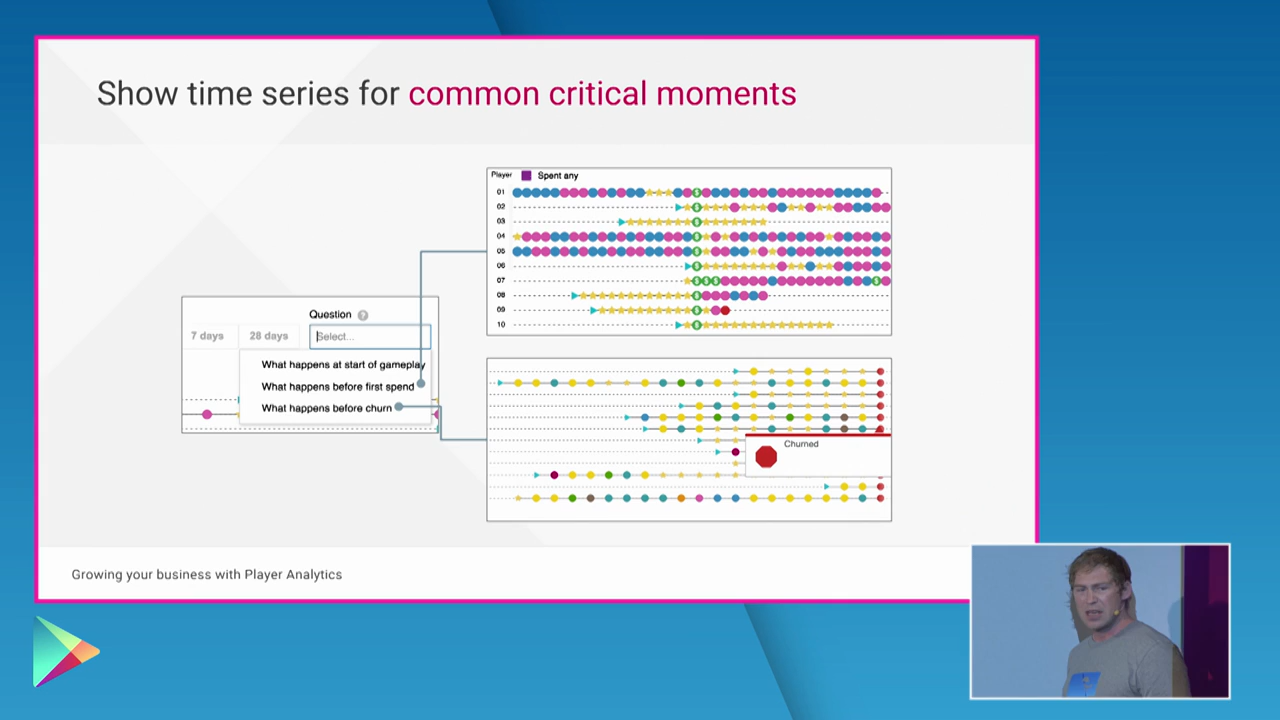 Show time series for common critical moments
Player Spent any
01
02
03
04
05
06
07
08
09
10
Question ?
7 days 28 days Select...
What happens at start of gameplay
What happens before first spend
What happens before churn
Churned
Growing your business with Player Analytics